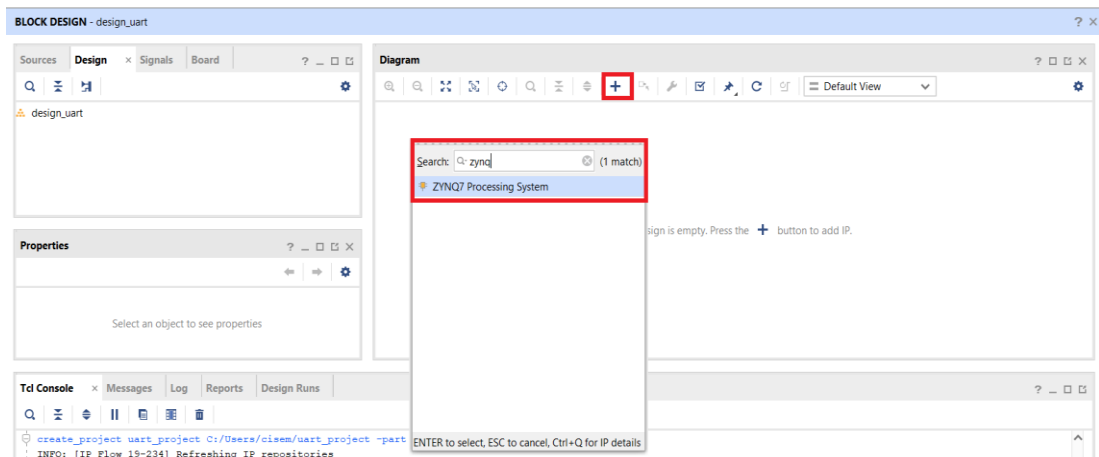 BLOCK DESIGN - design_uart
Sources Design Signals Board
design_uart
Properties
Select an object to see properties
Diagram
Default View
Search: zynq (1 match)
ZYNQ7 Processing System
ENTER to select, ESC to cancel, Ctrl+Q for IP details
sign is empty. Press the + button to add IP.
Tcl Console Messages Log Reports Design Runs
create_project uart_project C:/Users/cisem/uart_project -part
INFO: [IP_Flow 19-234] Refreshing IP repositories